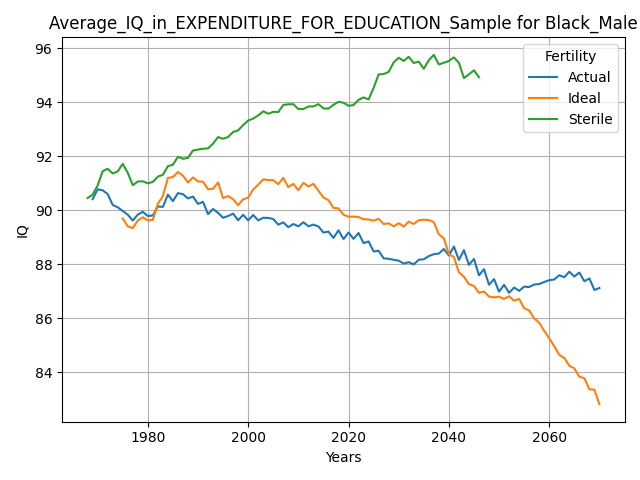 Average_IQ_in_EXPENDITURE_FOR_EDUCATION_Sample for Black_Male
96
94
92
90
88
86
84
IQ
Fertility
Actual
Ideal
Sterile
1980
2000
2020
2040
2060
Years